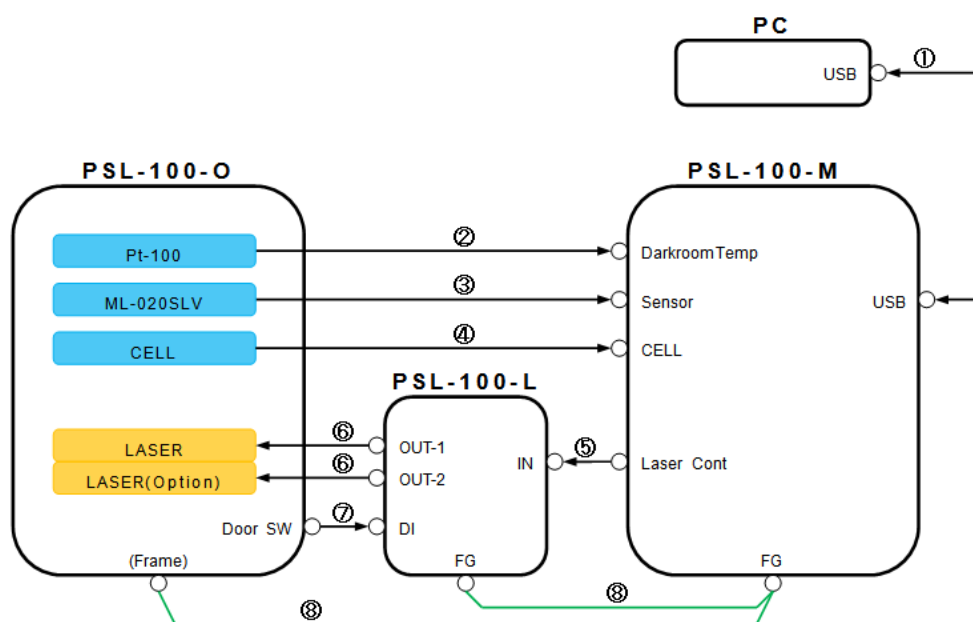 PC
USB
①
PSL-100-O
PSL-100-M
Pt-100
②
DarkroomTemp
ML-020SLV
③
Sensor
USB
CELL
④
CELL
PSL-100-L
LASER
⑥
OUT-1
IN
⑤
Laser Cont
LASER(Option)
⑥
OUT-2
Door SW
⑦
DI
(Frame)
FG
FG
⑧
⑧